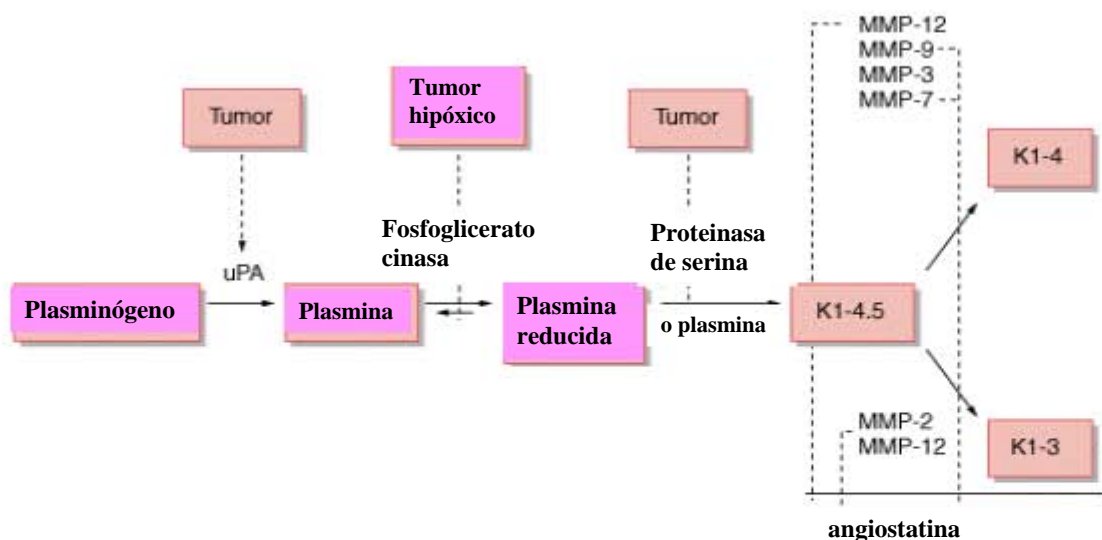 MMP-12
MMP-9
MMP-3
MMP-7
Tumor
hipóxico
Tumor
Tumor
K1-4
Fosfoglicerato
cinasa
Proteinasa
de serina
uPA
Plasminógeno
Plasmina
Plasmina
reducida
o plasmina
K1-4.5
MMP-2
MMP-12
K1-3
angiostatina